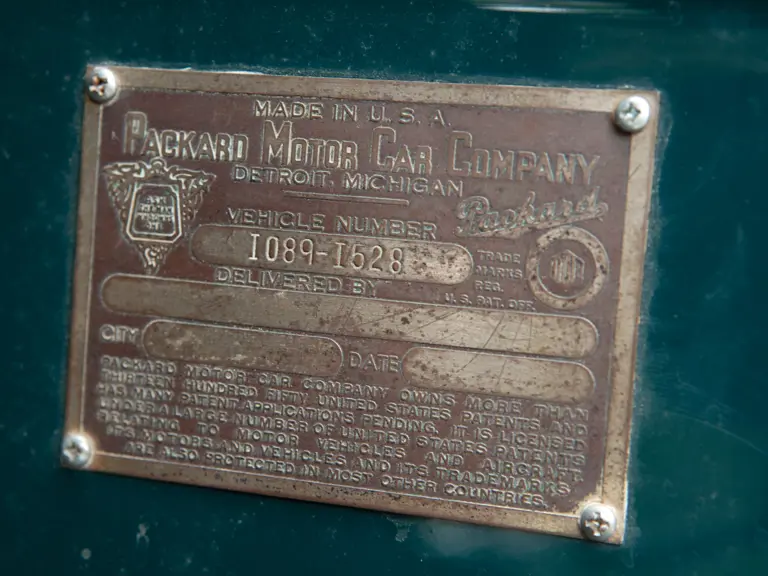 MADE IN U.S.A.
PACKARD MOTOR CAR COMPANY
DETROIT, MICHIGAN
Packard
VEHICLE NUMBER
1089-1628
TRADE
MARKS
REG.
U.S. PAT. OFF.
DELIVERED BY
CITY DATE
PACKARD MOTOR CAR COMPANY OWNS MORE THAN
THIRTEEN HUNDRED FIFTY UNITED STATES PATENTS AND
HAS MANY PATENT APPLICATIONS PENDING. IT IS LICENSED
UNDER A LARGE NUMBER OF UNITED STATES PATENTS
RELATING TO MOTOR VEHICLES AND AIRCRAFT.
ITS MOTORS AND VEHICLES AND ITS TRADEMARKS
ARE ALSO PROTECTED IN MOST OTHER COUNTRIES.